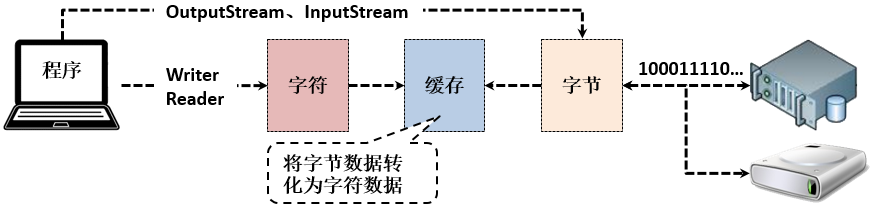 OutputStream、InputStream
程序
Writer
Reader
字符
缓存
字节
100011110...
将字节数据转
化为字符数据